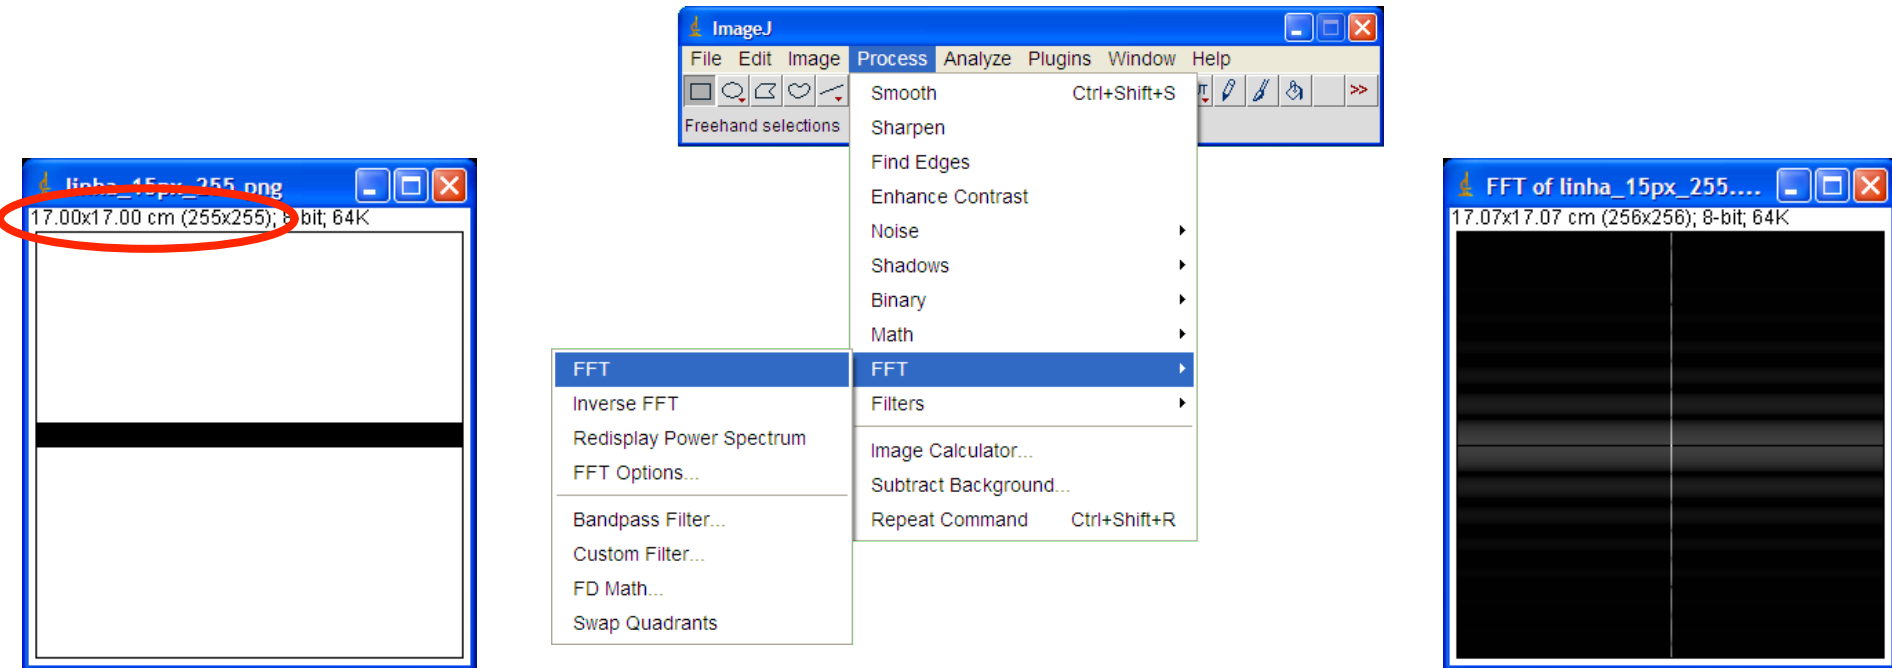 ImageJ
File Edit Image Process Analyze Plugins Window Help
Freehand selections
Smooth Ctrl+Shift+S
Sharpen
Find Edges
Enhance Contrast
Noise
Shadows
Binary
Math
FFT
Filters
Image Calculator...
Subtract Background...
Repeat Command Ctrl+Shift+R
FFT
Inverse FFT
Redisplay Power Spectrum
FFT Options...
Bandpass Filter...
Custom Filter...
FD Math...
Swap Quadrants
linha_15px_255.png
17.00x17.00 cm (255x255); 8-bit; 64K
FFT of linha_15px_255....
17.07x17.07 cm (256x256); 8-bit; 64K